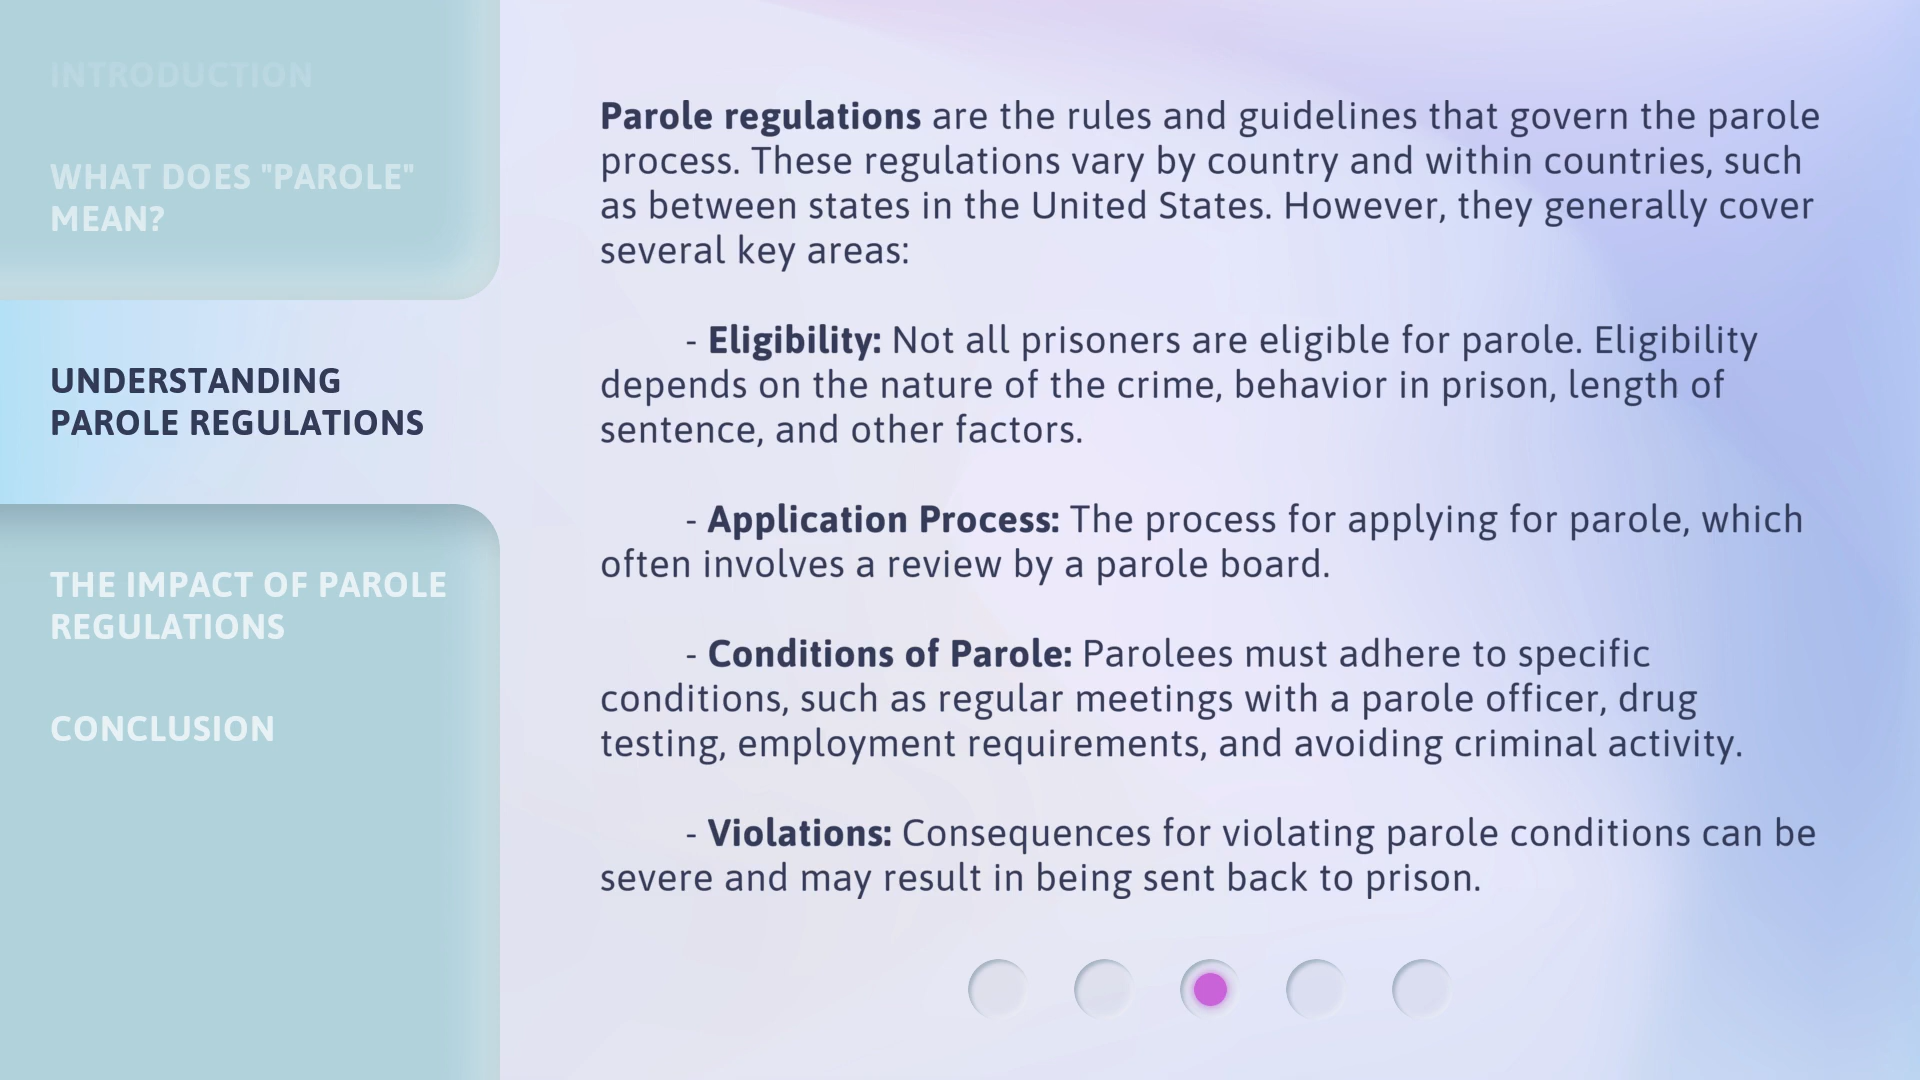 INTRODUCTION
WHAT DOES "PAROLE"
MEAN?
UNDERSTANDING
PAROLE REGULATIONS
THE IMPACT OF PAROLE
REGULATIONS
CONCLUSION
Parole regulations are the rules and guidelines that govern the parole
process. These regulations vary by country and within countries, such
as between states in the United States. However, they generally cover
several key areas:
- Eligibility: Not all prisoners are eligible for parole. Eligibility
depends on the nature of the crime, behavior in prison, length of
sentence, and other factors.
- Application Process: The process for applying for parole, which
often involves a review by a parole board.
- Conditions of Parole: Parolees must adhere to specific
conditions, such as regular meetings with a parole officer, drug
testing, employment requirements, and avoiding criminal activity.
- Violations: Consequences for violating parole conditions can be
severe and may result in being sent back to prison.